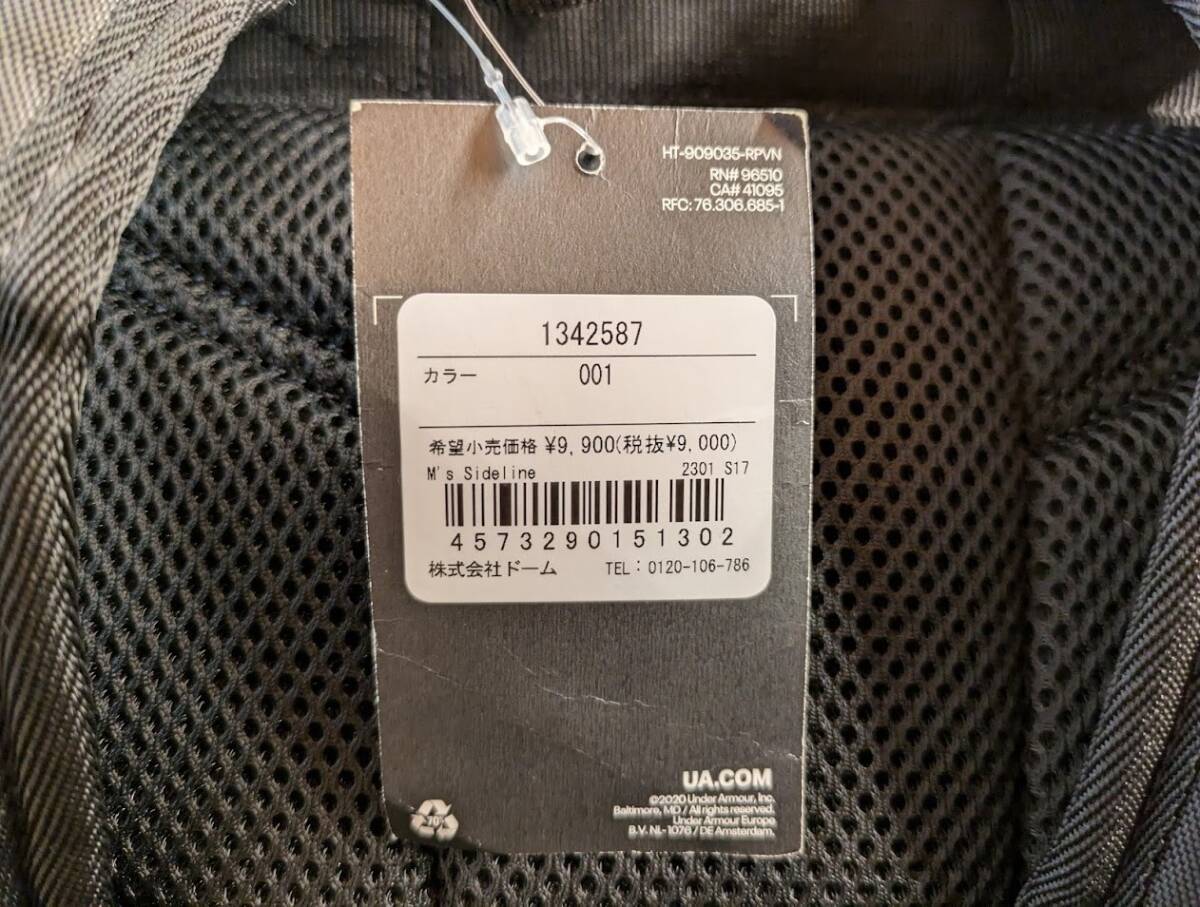 HT-909035-RPVN
RN# 96510
CA# 41095
RFC: 76.306.685-1
1342587
カラー 001
希望小売価格 ¥9,900(税抜¥9,000)
M's Sideline 2301 S17
4573290151302
株式会社ドーム TEL：0120-106-786
UA.COM
©2020 Under Armour, Inc.
Baltimore, MD / All rights reserved.
Under Armour Europe
B.V. NL-1076 / DE Amsterdam.